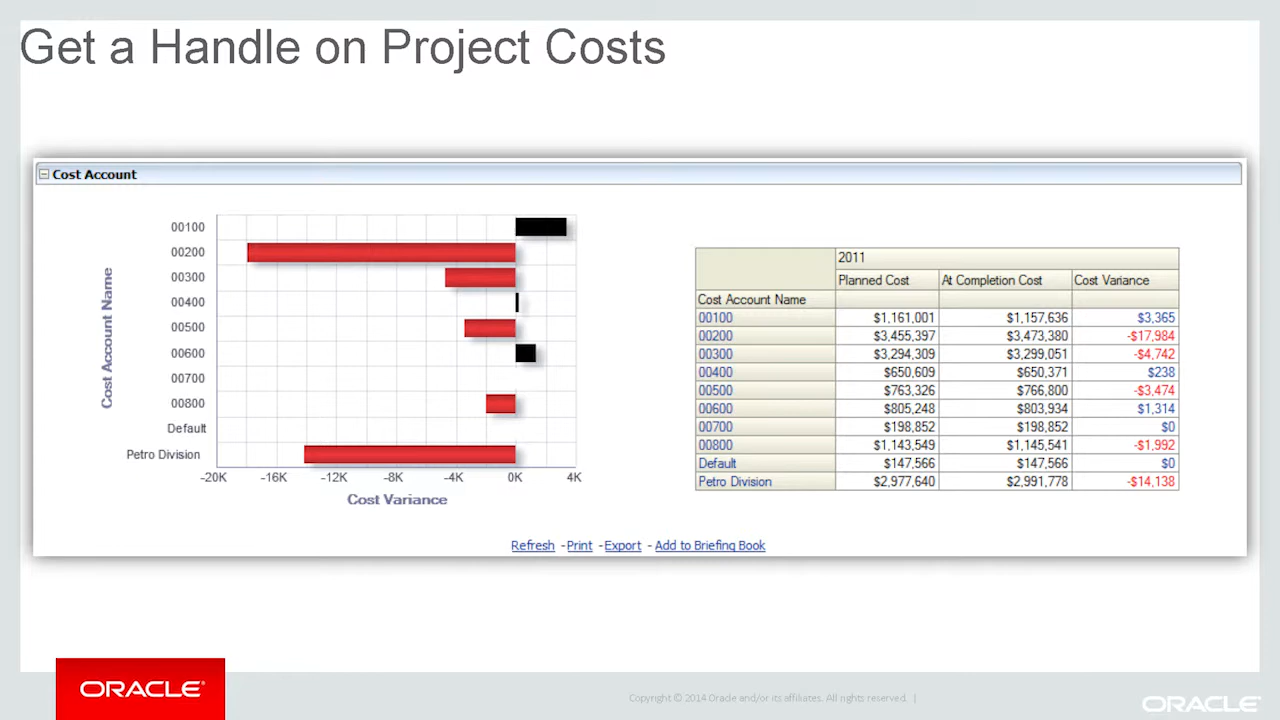 Get a Handle on Project Costs
Cost Account
Cost Account Name
00100
00200
00300
00400
00500
00600
00700
00800
Default
Petro Division
-20K -16K -12K -8K -4K 0K 4K
Cost Variance
2011
Planned Cost At Completion Cost Cost Variance
Cost Account Name
00100 $1,161,001 $1,157,636 $3,365
00200 $3,455,397 $3,473,380 -$17,984
00300 $3,294,309 $3,299,051 -$4,742
00400 $650,609 $650,371 $238
00500 $763,326 $766,800 -$3,474
00600 $805,248 $803,934 $1,314
00700 $198,852 $198,852 $0
00800 $1,143,549 $1,145,541 -$1,992
Default $147,566 $147,566 $0
Petro Division $2,977,640 $2,991,778 -$14,138
Refresh - Print - Export - Add to Briefing Book
ORACLE®
Copyright © 2014 Oracle and/or its affiliates. All rights reserved. |
ORACLE